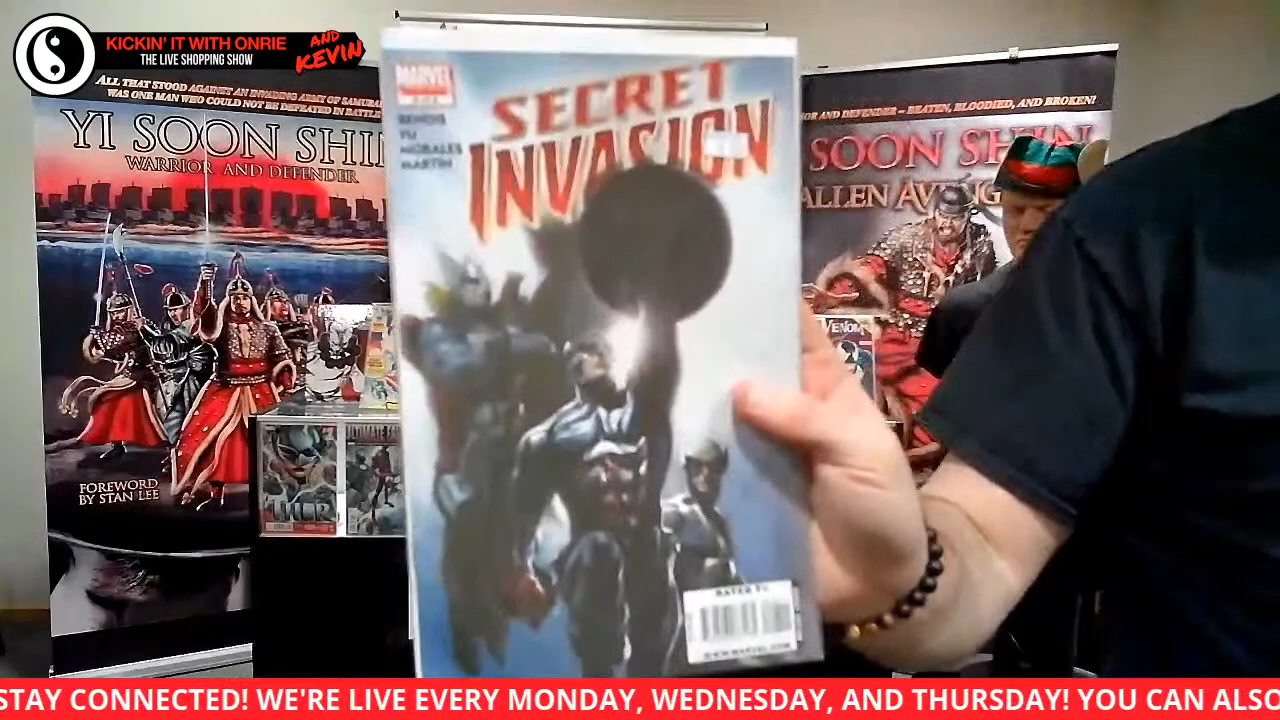 KICKIN' IT WITH ONRIE
AND
KEVIN
THE LIVE SHOPPING SHOW
ALL THAT STOOD AGAINST AN INVADING ARMY OF SAMURAI
WAS ONE MAN WHO COULD NOT BE DEFEATED IN BATTLE
YI SOON SHIN
WARRIOR AND DEFENDER
FOREWORD
BY STAN LEE
MARVEL
SECRET
INVASION
BENDIS
YU
MORALES
MARTIN
RATED T+
WWW.MARVEL.COM
AND DEFENDER – BEATEN, BLOODIED, AND BROKEN!
SOON SHIN
ALLEN AVENG
VENOM
THOR
ULTIMATE
STAY CONNECTED! WE'RE LIVE EVERY MONDAY, WEDNESDAY, AND THURSDAY! YOU CAN ALSO